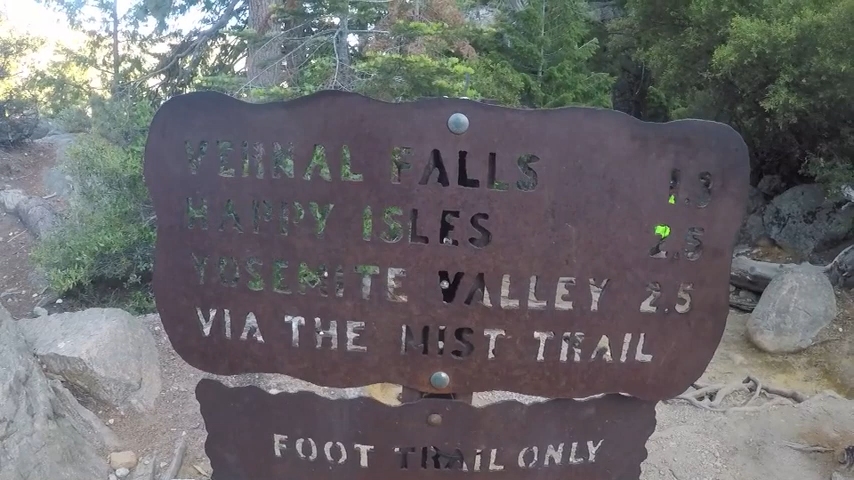 VERNAL FALLS 1.3
HAPPY ISLES 2.5
YOSEMITE VALLEY 2.5
VIA THE MIST TRAIL
FOOT TRAIL ONLY